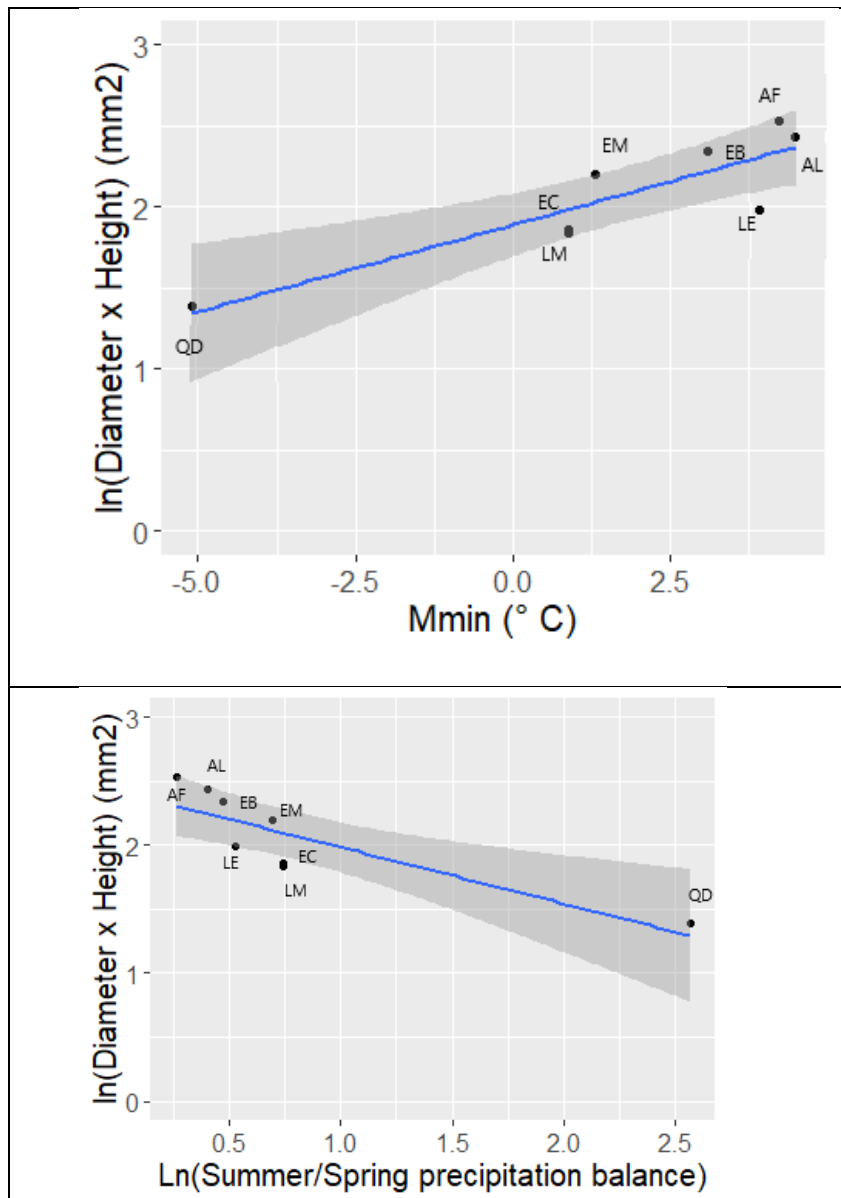 ln(Diameter x Height) (mm2)
3
2
1
0
AF
EM
EB
AL
EC
LE
LM
QD
-5.0
-2.5
0.0
2.5
Mmin (° C)
ln(Diameter x Height) (mm2)
3
2
1
0
AL
AF
EB
EM
LE
EC
LM
QD
0.5
1.0
1.5
2.0
2.5
Ln(Summer/Spring precipitation balance)